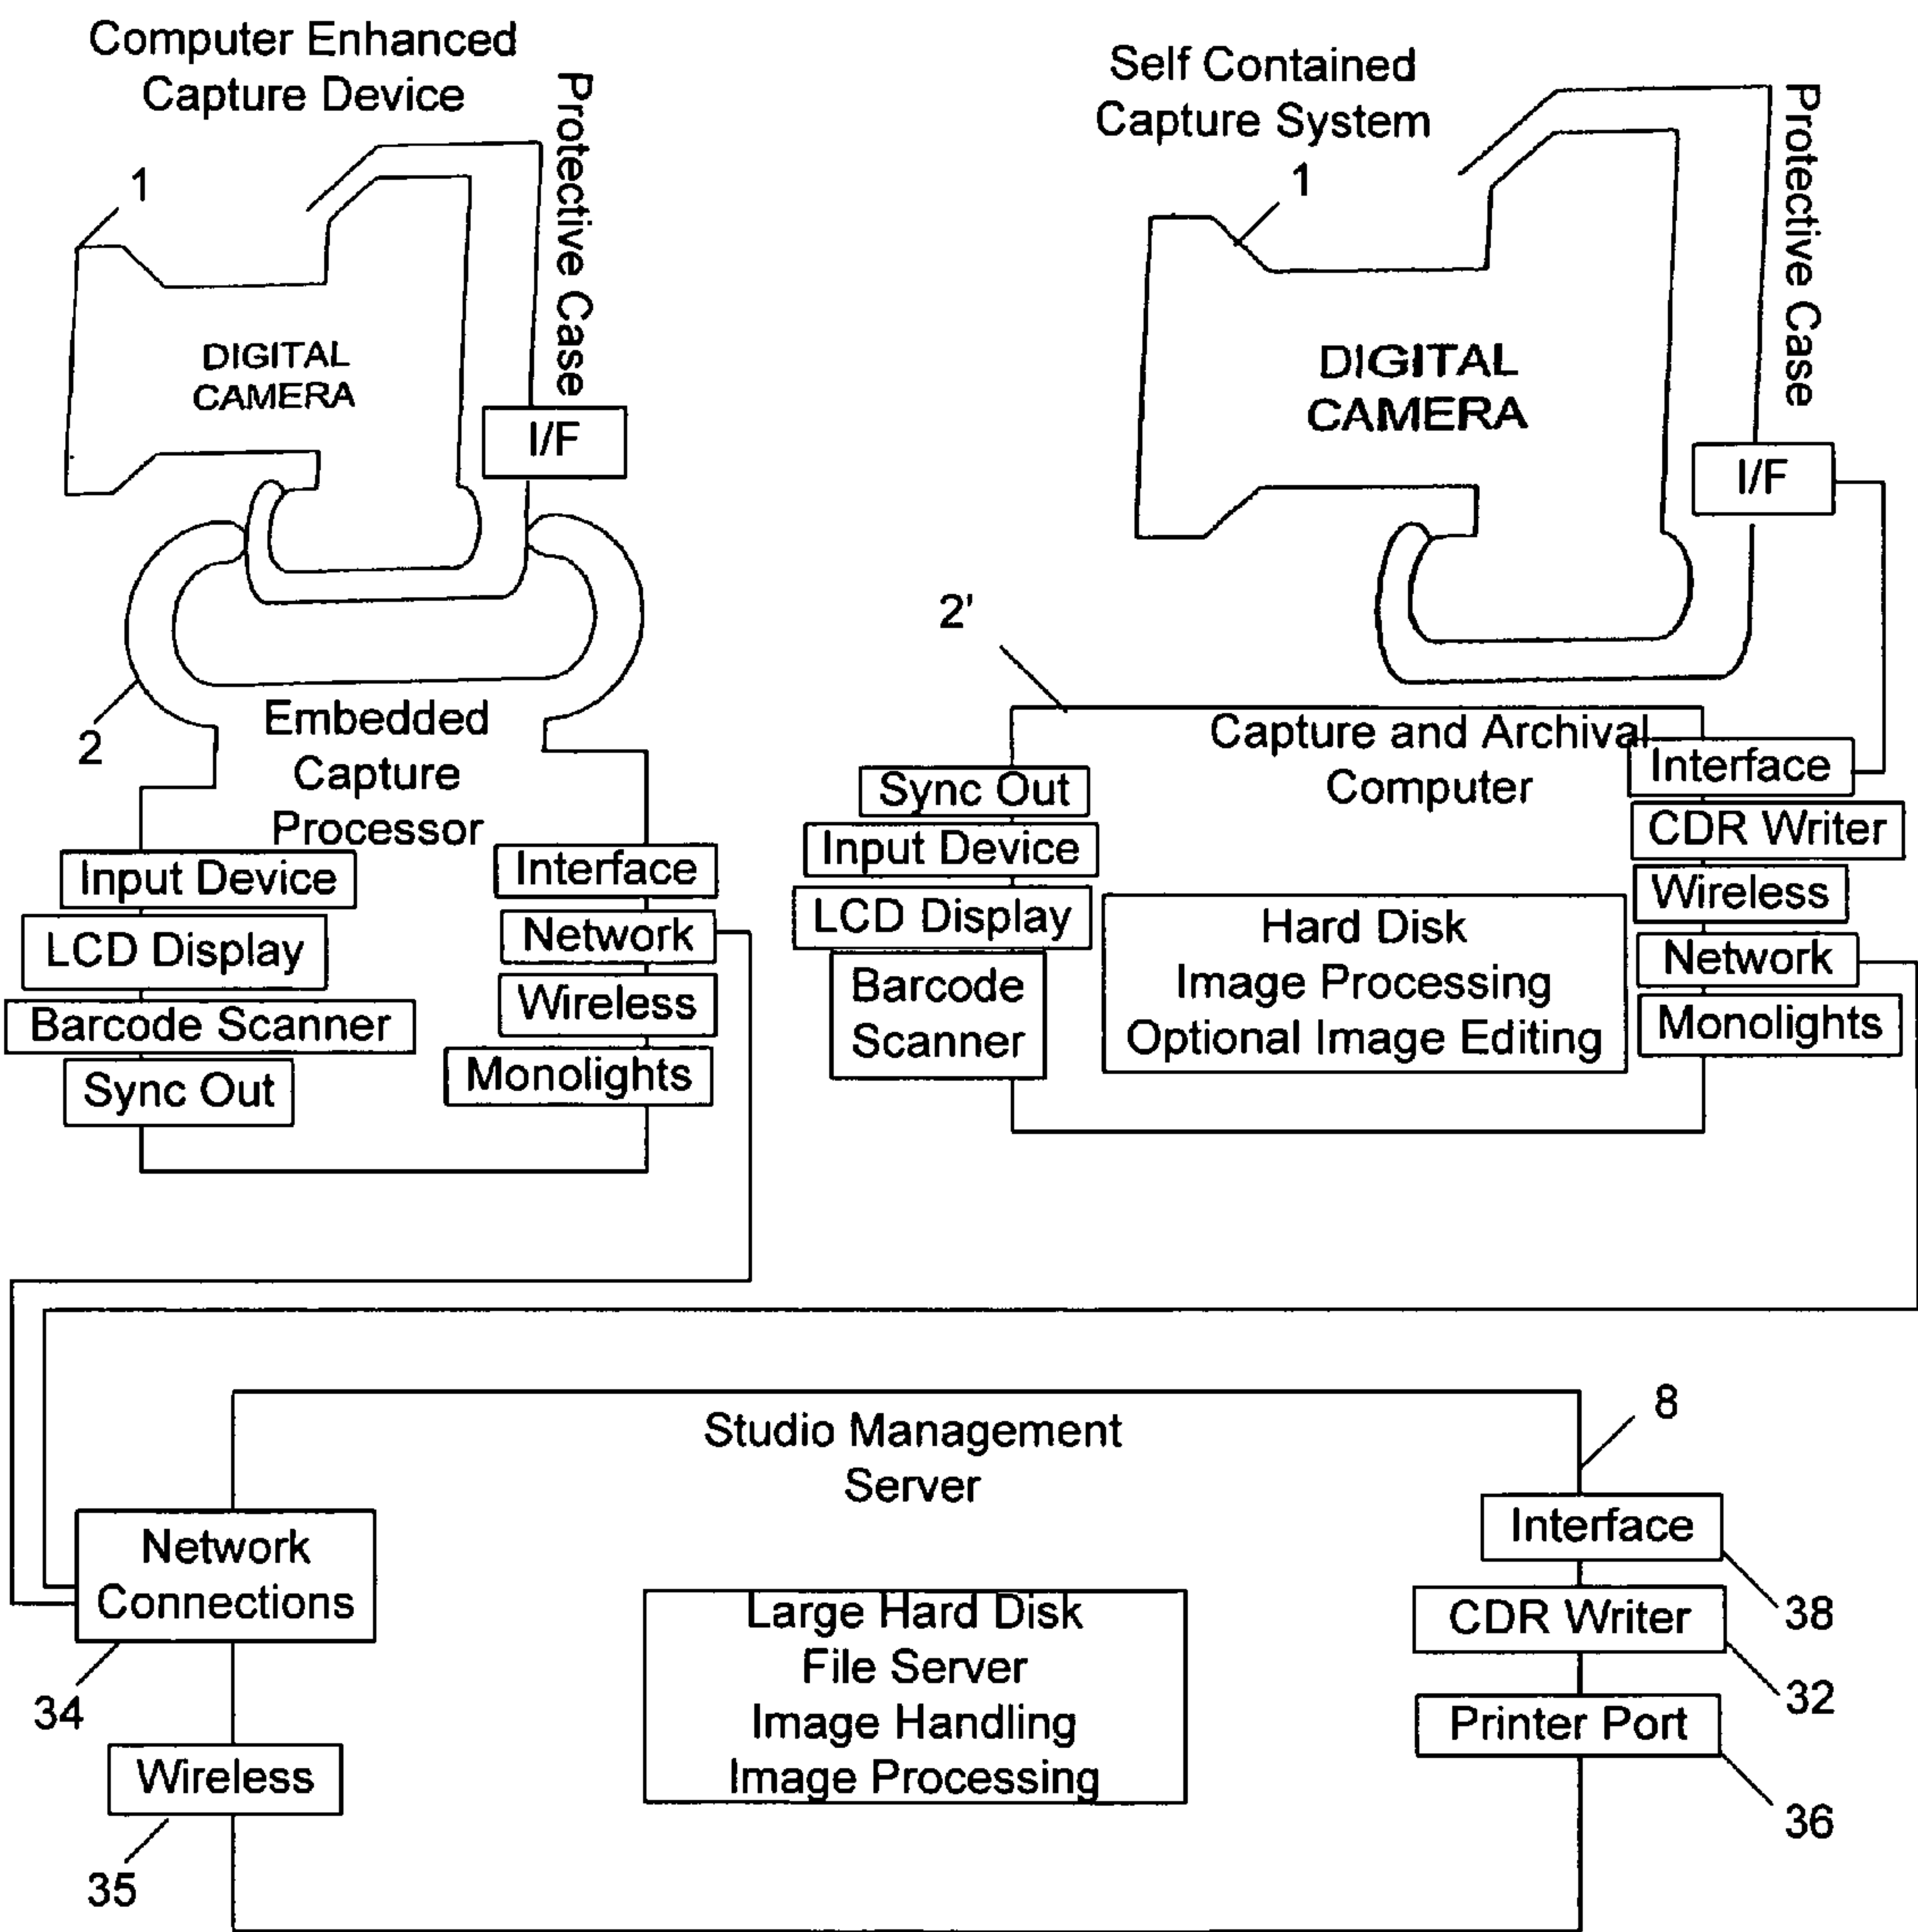 Computer Enhanced
Capture Device
Protective Case
1
DIGITAL
CAMERA
I/F
2
Embedded
Capture
Processor
Input Device
LCD Display
Barcode Scanner
Sync Out
Interface
Network
Wireless
Monolights
Self Contained
Capture System
Protective Case
1
DIGITAL
CAMERA
I/F
2'
Capture and Archival
Computer
Sync Out
Input Device
LCD Display
Barcode
Scanner
Hard Disk
Image Processing
Optional Image Editing
Interface
CDR Writer
Wireless
Network
Monolights
Studio Management
Server
8
Network
Connections
34
Wireless
35
Large Hard Disk
File Server
Image Handling
Image Processing
Interface
38
CDR Writer
32
Printer Port
36